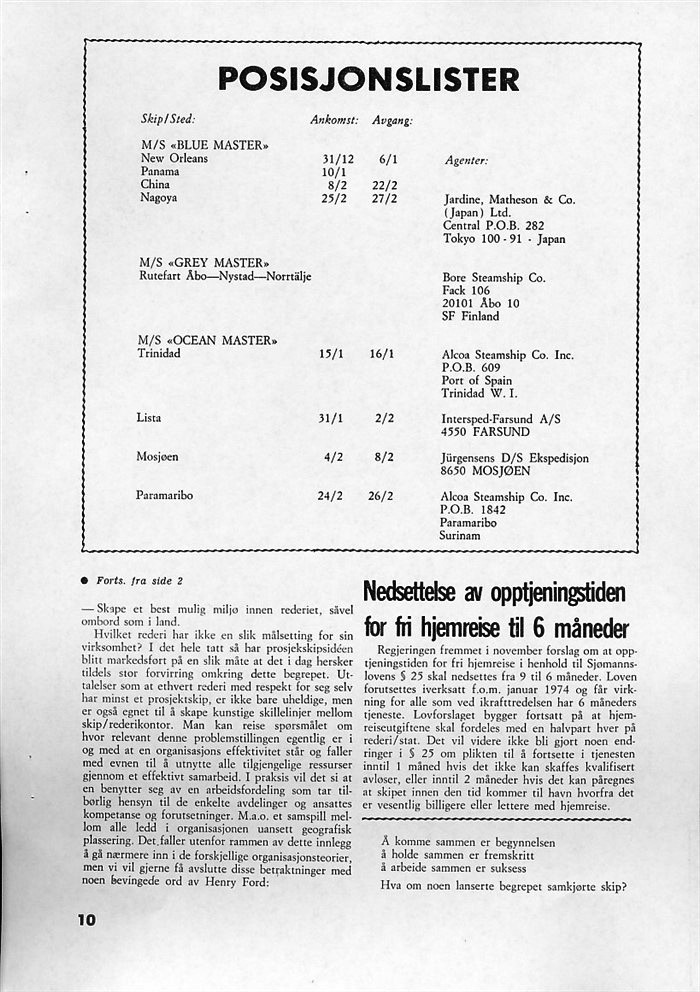 POSISJONSLISTER
Skip/Sted: Ankomst: Avgang:
M/S «BLUE MASTER»
New Orleans 31/12 6/1 Agenter:
Panama 10/1
China 8/2 22/2
Nagoya 25/2 27/2 Jardine, Matheson & Co.
(Japan) Ltd.
Central P.O.B. 282
Tokyo 100 - 91 - Japan
M/S «GREY MASTER»
Rutefart Åbo—Nystad—Norrtälje Bore Steamship Co.
Fack 106
20101 Åbo 10
SF Finland
M/S «OCEAN MASTER»
Trinidad 15/1 16/1 Alcoa Steamship Co. Inc.
P.O.B. 609
Port of Spain
Trinidad W. I.
Lista 31/1 2/2 Intersped-Farsund A/S
4550 FARSUND
Mosjøen 4/2 8/2 Jürgensens D/S Ekspedisjon
8650 MOSJØEN
Paramaribo 24/2 26/2 Alcoa Steamship Co. Inc.
P.O.B. 1842
Paramaribo
Surinam
● Forts. fra side 2
— Skape et best mulig miljø innen rederiet, såvel
ombord som i land.
Hvilket rederi har ikke en slik målsetting for sin
virksomhet? I det hele tatt så har prosjekskipsidéen
blitt markedsført på en slik måte at det i dag hersker
tildels stor forvirring omkring dette begrepet. Ut-
talelser som at ethvert rederi med respekt for seg selv
har minst et prosjektskip, er ikke bare uheldige, men
er også egnet til å skape kunstige skillelinjer mellom
skip/rederikontor. Man kan reise spørsmålet om
hvor relevant denne problemstillingen egentlig er i
og med at en organisasjons effektivitet står og faller
med evnen til å utnytte alle tilgjengelige ressurser
gjennom et effektivt samarbeid. I praksis vil det si at
en benytter seg av en arbeidsfordeling som tar til-
børlig hensyn til de enkelte avdelinger og ansattes
kompetanse og forutsetninger. M.a.o. et samspill mel-
lom alle ledd i organisasjonen uansett geografisk
plassering. Det faller utenfor rammen av dette innlegg
å gå nærmere inn i de forskjellige organisasjonsteorier,
men vi vil gjerne få avslutte disse betraktninger med
noen bevingede ord av Henry Ford:
Nedsettelse av opptjeningstiden
for fri hjemreise til 6 måneder
Regjeringen fremmet i november forslag om at opp-
tjeningstiden for fri hjemreise i henhold til Sjømanns-
lovens § 25 skal nedsettes fra 9 til 6 måneder. Loven
forutsettes iverksatt f.o.m. januar 1974 og får virk-
ning for alle som ved ikrafttredelsen har 6 måneders
tjeneste. Lovforslaget bygger fortsatt på at hjem-
reiseutgiftene skal fordeles med en halvpart hver på
rederi/stat. Det vil videre ikke bli gjort noen end-
ringer i § 25 om plikten til å fortsette i tjenesten
inntil 1 måned hvis det ikke kan skaffes kvalifisert
avløser, eller inntil 2 måneder hvis det kan påregnes
at skipet innen den tid kommer til havn hvorfra det
er vesentlig billigere eller lettere med hjemreise.
Å komme sammen er begynnelsen
å holde sammen er fremskritt
å arbeide sammen er suksess
Hva om noen lanserte begrepet samkjørte skip?
10